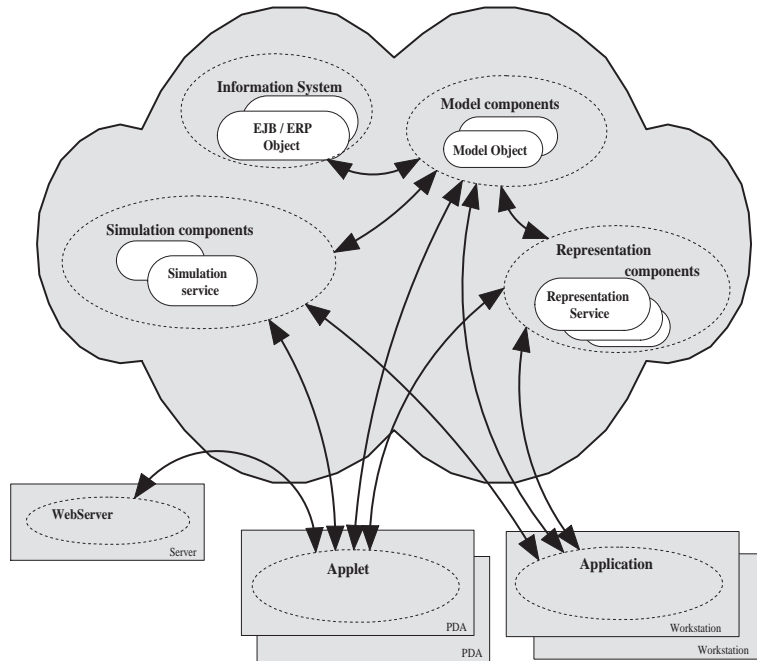 Information System
EJB / ERP
Object
Model components
Model Object
Simulation components
Simulation
service
Representation
components
Representation
Service
WebServer
Server
Applet
PDA
PDA
Application
Workstation
Workstation